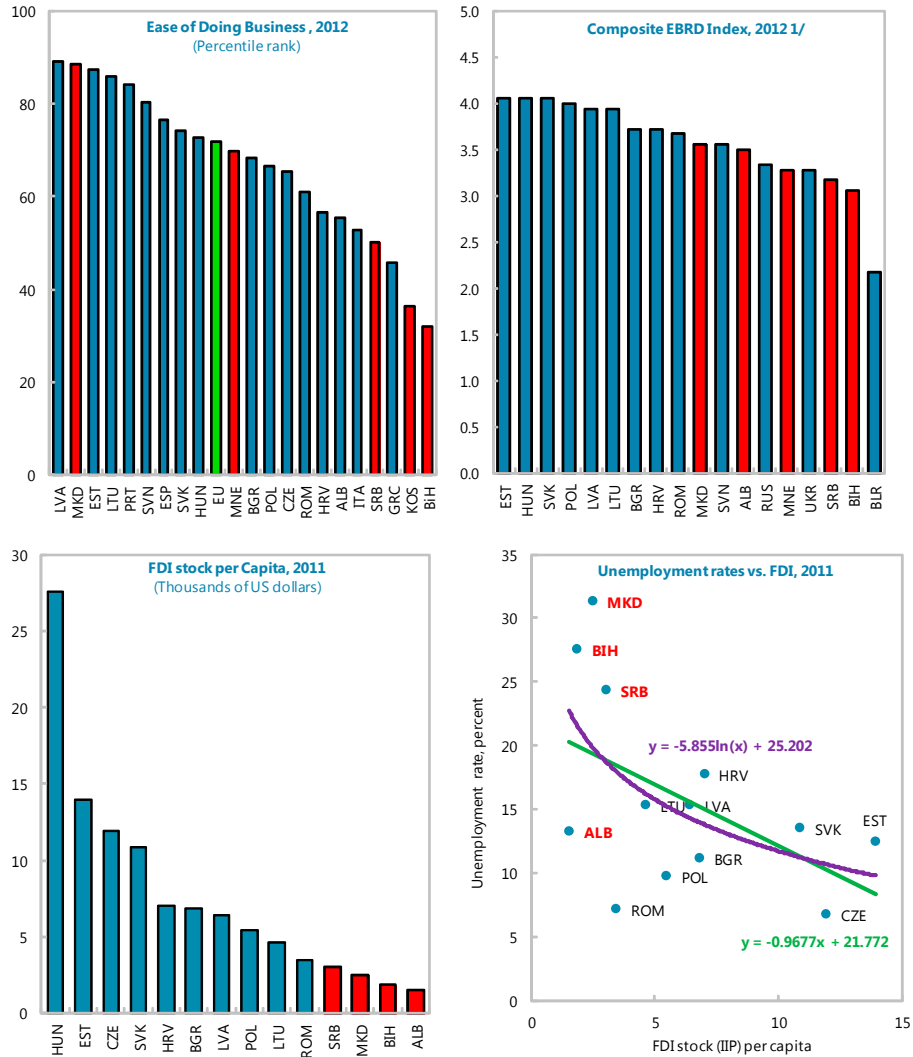 Ease of Doing Business , 2012
(Percentile rank)
100
80
60
40
20
0
LVA MKD EST LTU PRT SVN ESP SVK HUN EU MNE BGR POL CZE ROM HRV ALB ITA SRB GRC KOS BIH
Composite EBRD Index, 2012 1/
5.0
4.5
4.0
3.5
3.0
2.5
2.0
1.5
1.0
0.5
0.0
EST HUN SVK POL LVA LTU BGR HRV ROM MKD SVN ALB RUS MNE UKR SRB BIH BLR
FDI stock per Capita, 2011
(Thousands of US dollars)
30
25
20
15
10
5
0
HUN EST CZE SVK HRV BGR LVA POL LTU ROM SRB MKD BIH ALB
Unemployment rates vs. FDI, 2011
Unemployment rate, percent
35
30
25
20
15
10
5
0
MKD
BIH
SRB
y = -5.855ln(x) + 25.202
HRV
LTU LVA
EST
SVK
ALB
BGR
POL
ROM
CZE
y = -0.9677x + 21.772
0 5 10 15
FDI stock (IIP) per capita